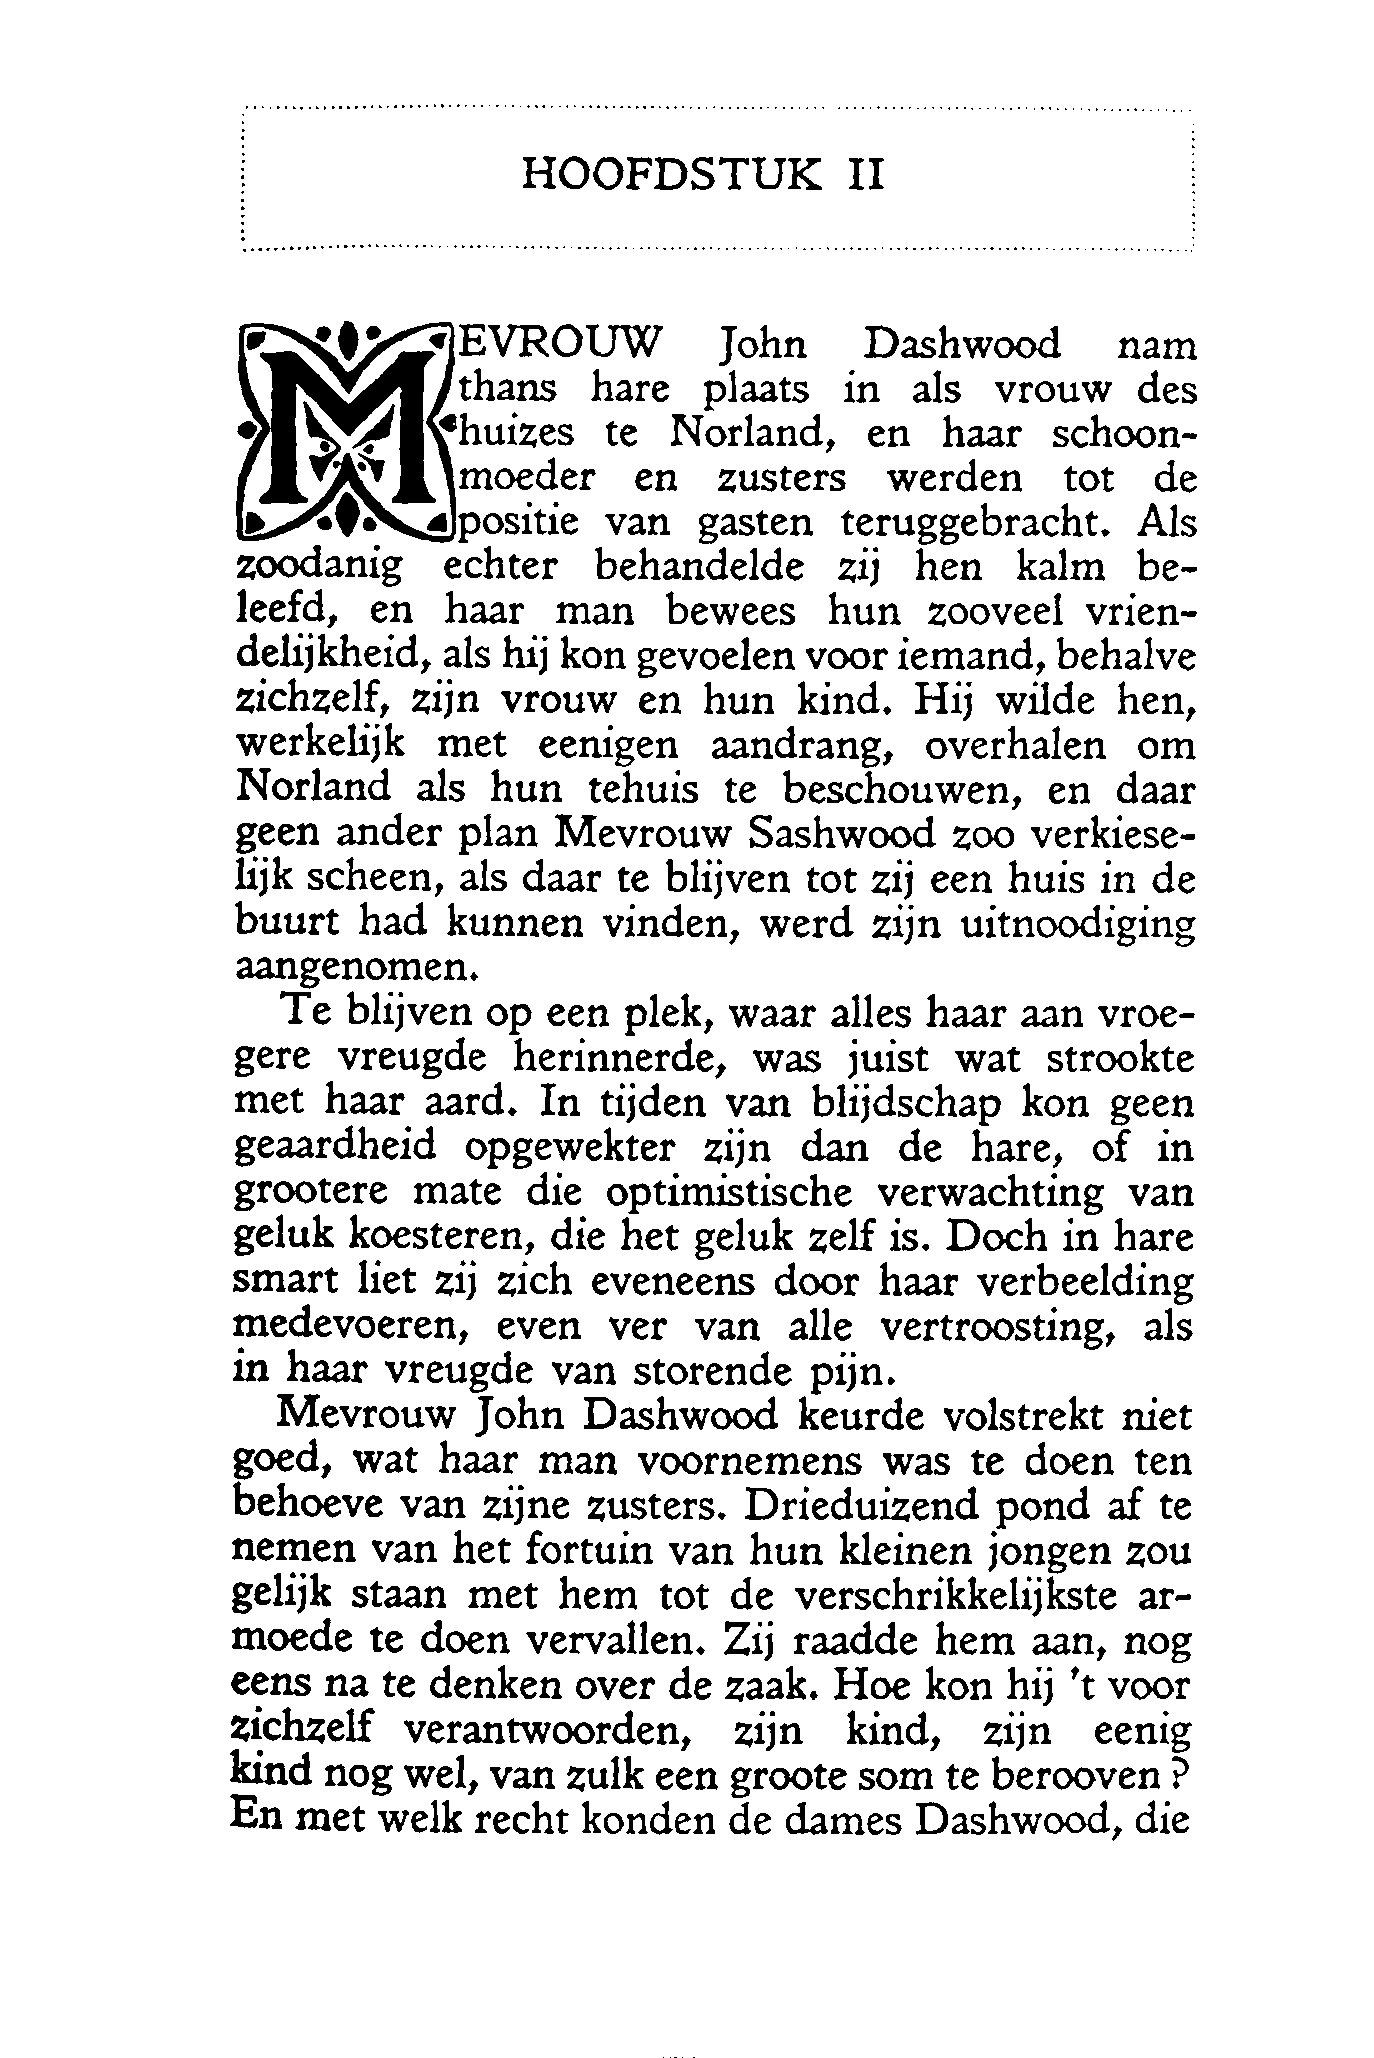 HOOFDSTUK II
MEVROUW John Dashwood nam
thans hare plaats in als vrouw des
huizes te Norland, en haar schoon-
moeder en zusters werden tot de
positie van gasten teruggebracht. Als
zoodanig echter behandelde zij hen kalm be-
leefd, en haar man bewees hun zooveel vrien-
delijkheid, als hij kon gevoelen voor iemand, behalve
zichzelf, zijn vrouw en hun kind. Hij wilde hen,
werkelijk met eenigen aandrang, overhalen om
Norland als hun tehuis te beschouwen, en daar
geen ander plan Mevrouw Sashwood zoo verkiese-
lijk scheen, als daar te blijven tot zij een huis in de
buurt had kunnen vinden, werd zijn uitnoodiging
aangenomen.
Te blijven op een plek, waar alles haar aan vroe-
gere vreugde herinnerde, was juist wat strookte
met haar aard. In tijden van blijdschap kon geen
geaardheid opgewekter zijn dan de hare, of in
grootere mate die optimistische verwachting van
geluk koesteren, die het geluk zelf is. Doch in hare
smart liet zij zich eveneens door haar verbeelding
medevoeren, even ver van alle vertroosting, als
in haar vreugde van storende pijn.
Mevrouw John Dashwood keurde volstrekt niet
goed, wat haar man voornemens was te doen ten
behoeve van zijne zusters. Drieduizend pond af te
nemen van het fortuin van hun kleinen jongen zou
gelijk staan met hem tot de verschrikkelijkste ar-
moede te doen vervallen. Zij raadde hem aan, nog
eens na te denken over de zaak. Hoe kon hij 't voor
zichzelf verantwoorden, zijn kind, zijn eenig
kind nog wel, van zulk een groote som te berooven ?
En met welk recht konden de dames Dashwood, die